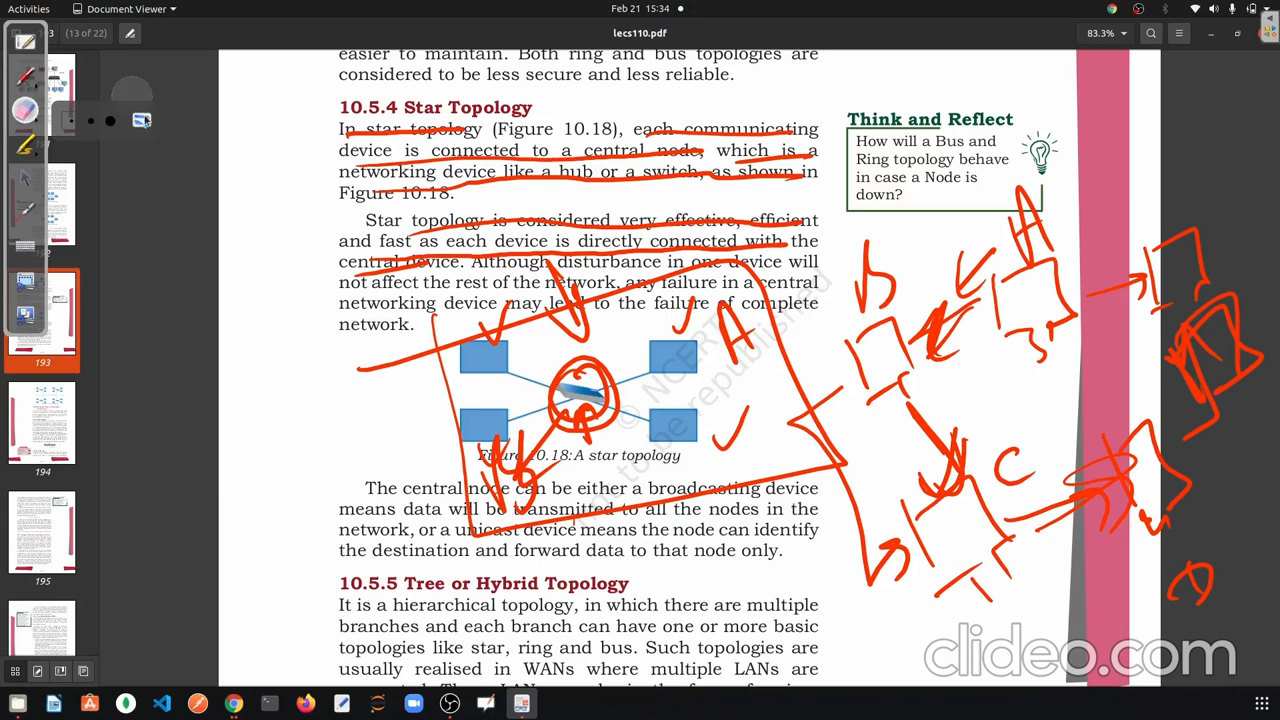 Activities
Document Viewer
Feb 21 15:34
(13 of 22)
lecs110.pdf
83.3%
easier to maintain. Both ring and bus topologies are
considered to be less secure and less reliable.
10.5.4 Star Topology
In star topology (Figure 10.18), each communicating
device is connected to a central node, which is a
networking device like a hub or a switch, as shown in
Figure 10.18.
Star topology is considered very effective, efficient
and fast as each device is directly connected with the
central device. Although disturbance in one device will
not affect the rest of the network, any failure in a central
networking device may lead to the failure of complete
network.
Think and Reflect
How will a Bus and
Ring topology behave
in case a Node is
down?
A
B
A
C
D
© NCERT
not to be republished
Figure 10.18:A star topology
The central node can be either a broadcasting device
means data will be transmitted to all the nodes in the
network, or a unicast device means the node can identify
the destination and forward data to that node only.
10.5.5 Tree or Hybrid Topology
It is a hierarchical topology, in which there are multiple
branches and each branch can have one or more basic
topologies like star, ring and bus. Such topologies are
usually realised in WANs where multiple LANs are
193
194
195
clideo.com